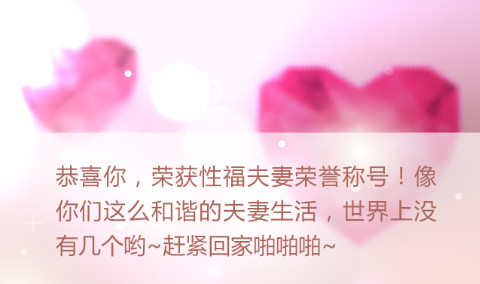 恭喜你，荣获性福夫妻荣誉称号！像
你们这么和谐的夫妻生活，世界上没
有几个哟~赶紧回家啪啪啪~